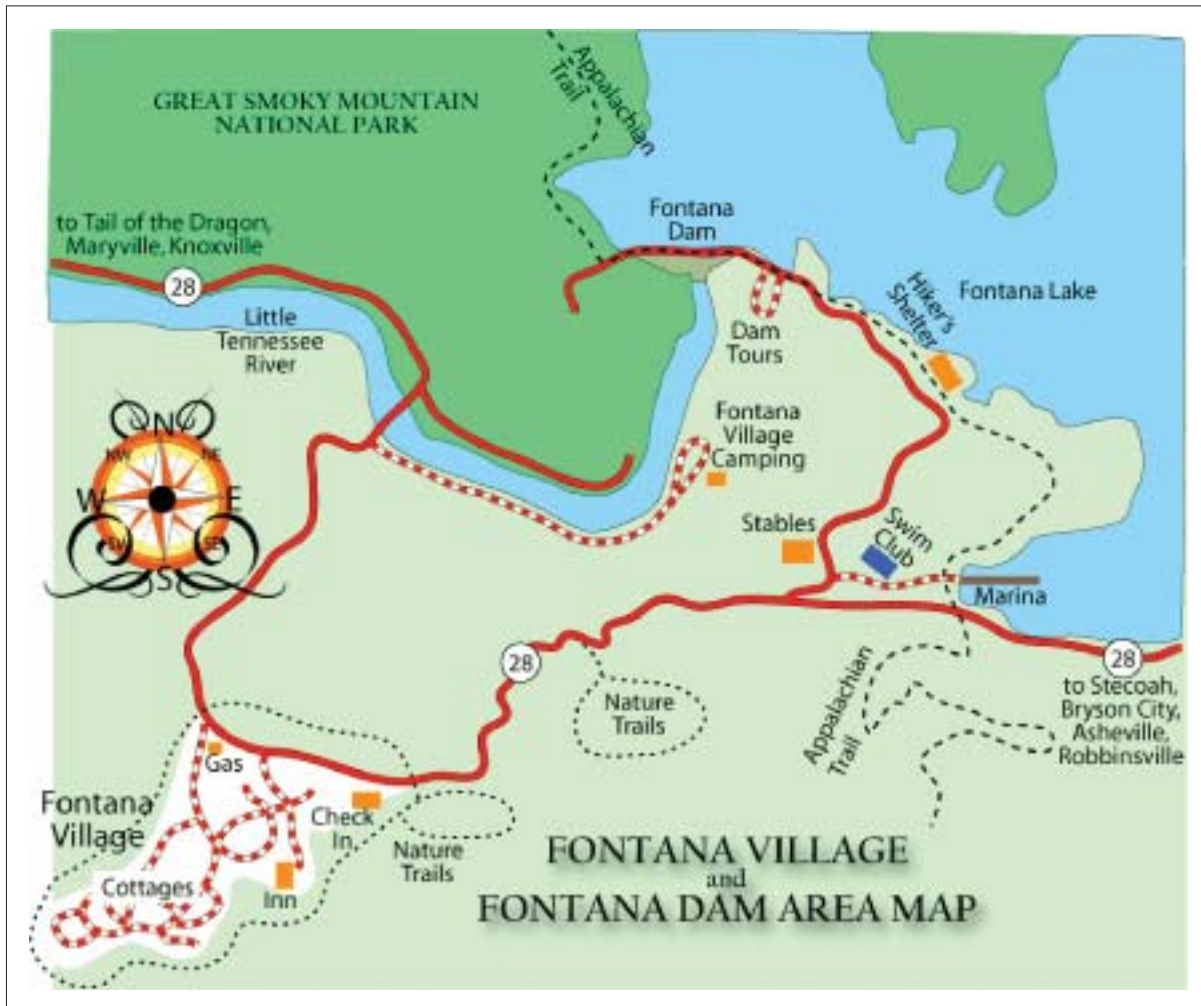 GREAT SMOKY MOUNTAIN
NATIONAL PARK
Appalachian
Trail
to Tail of the Dragon,
Maryville, Knoxville
28
Little
Tennessee
River
Fontana
Dam
Fontana Lake
Hiker's
Shelter
Dam
Tours
N
NW
NE
W
E
SW
SE
S
Fontana
Village
Camping
Stables
Swim
Club
Marina
28
28
to Stecoah,
Bryson City,
Asheville,
Robbinsville
Appalachian
Trail
Nature
Trails
Gas
Fontana
Village
Check
In
Nature
Trails
Cottages
Inn
FONTANA VILLAGE
and
FONTANA DAM AREA MAP